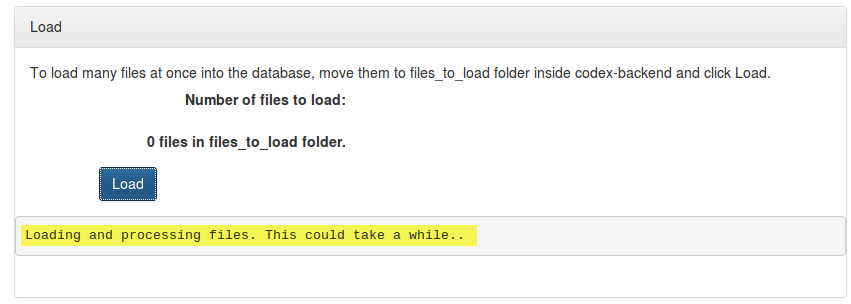 Load
To load many files at once into the database, move them to files_to_load folder inside codex-backend and click Load.
Number of files to load:
0 files in files_to_load folder.
Load
Loading and processing files. This could take a while..